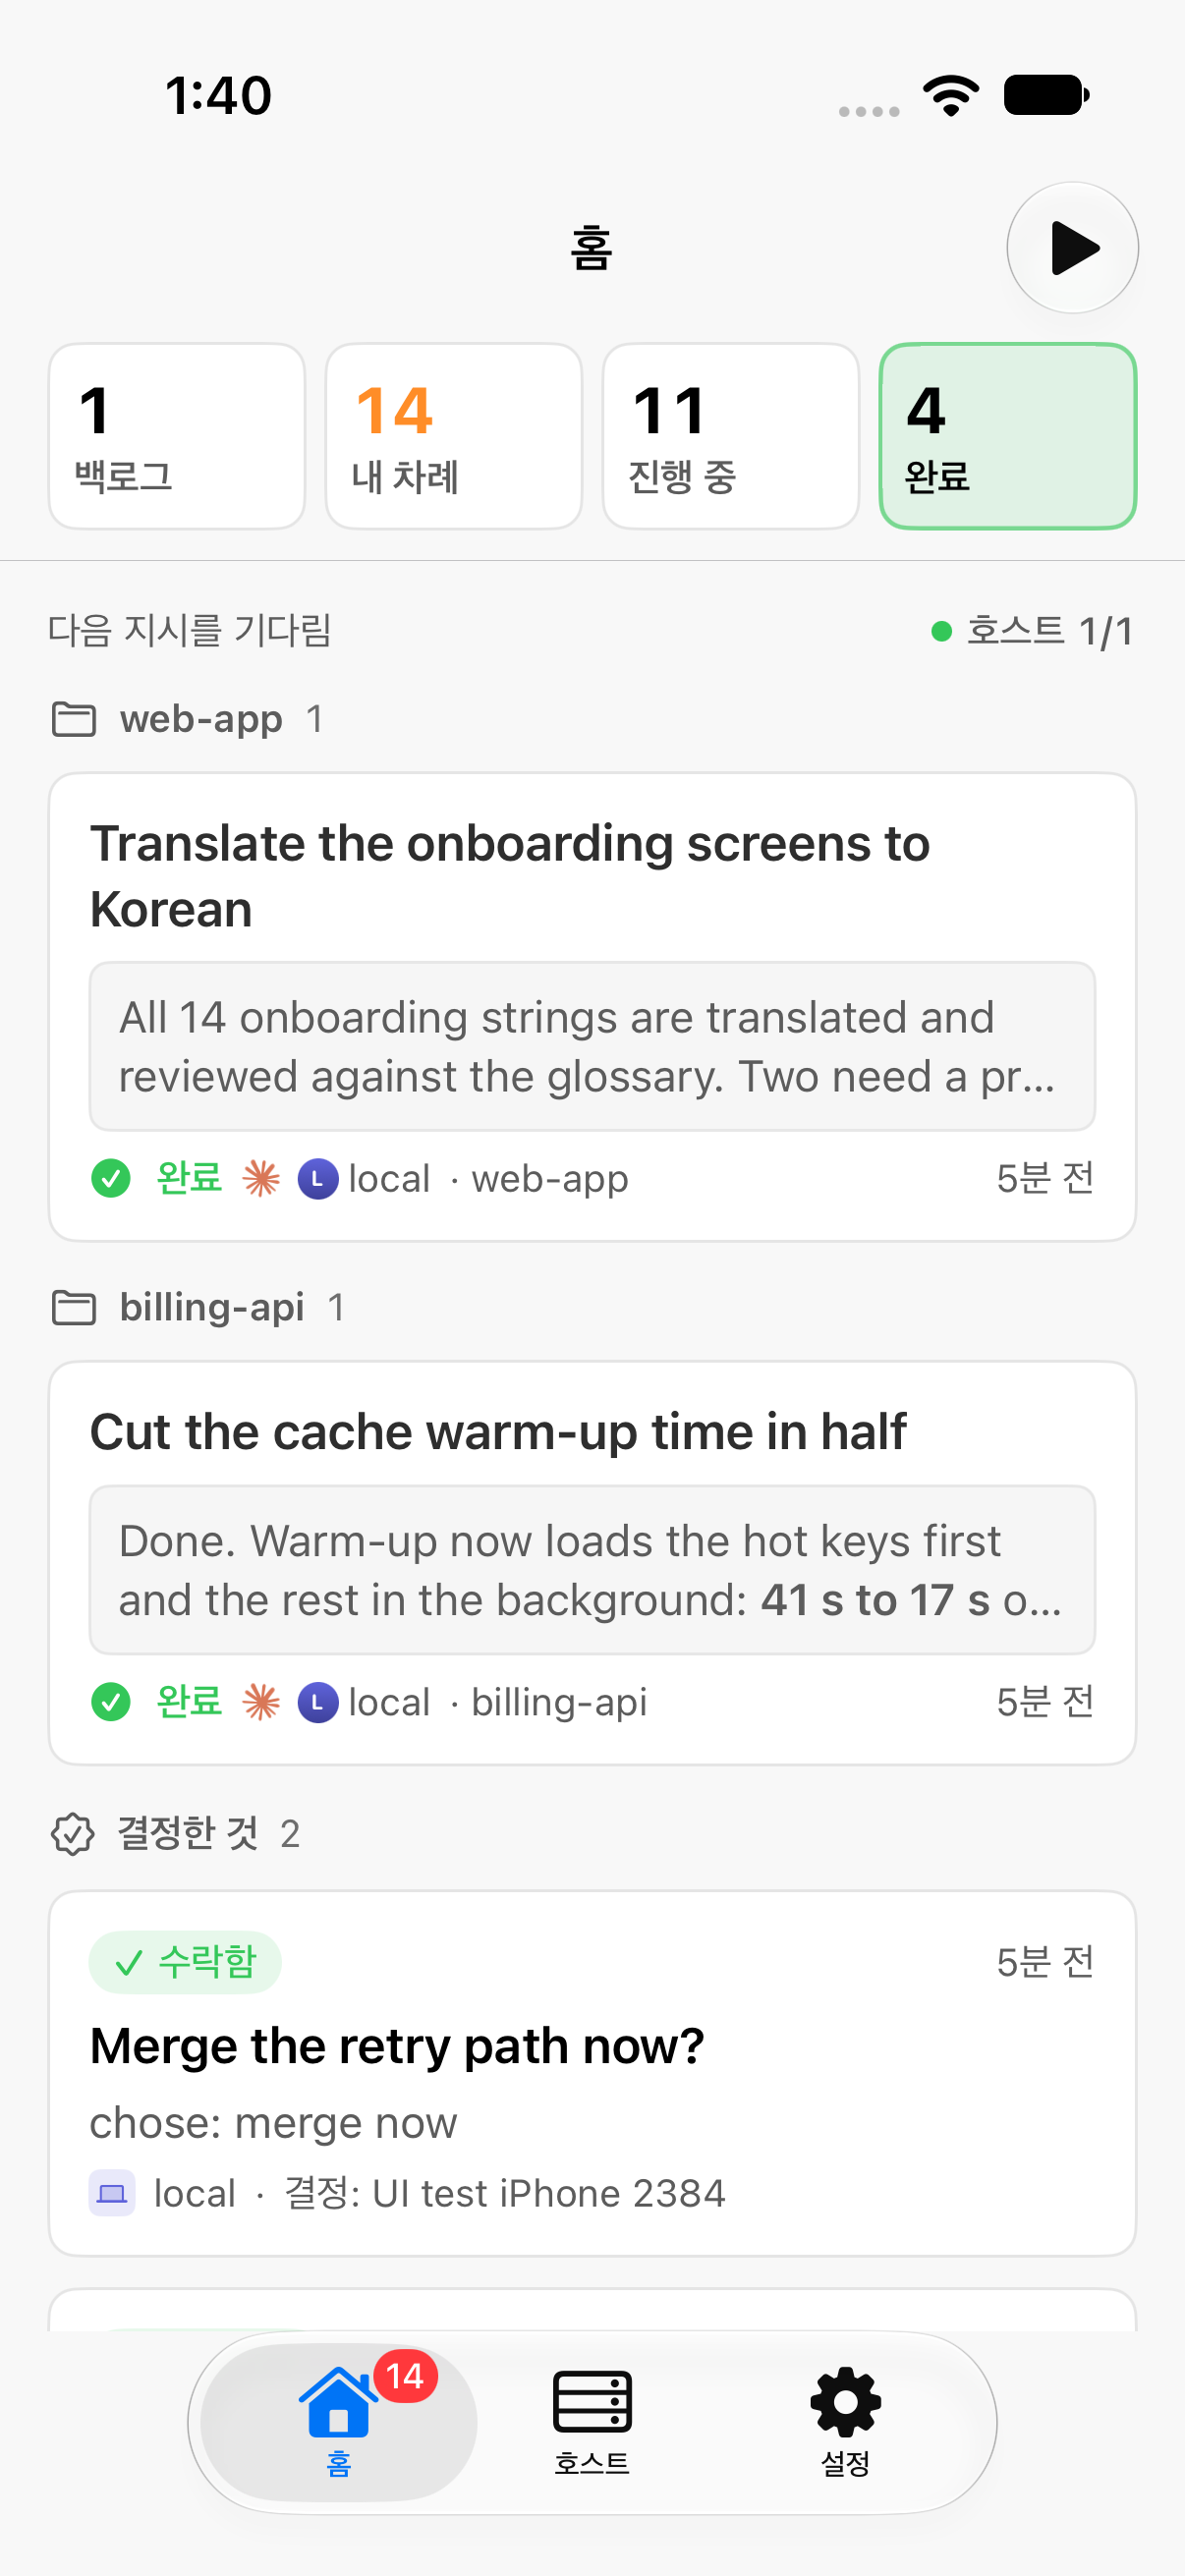 1:40
홈
1
백로그
14
내 차례
11
진행 중
4
완료
다음 지시를 기다림
호스트 1/1
web-app 1
Translate the onboarding screens to
Korean
All 14 onboarding strings are translated and
reviewed against the glossary. Two need a pr...
완료 L local · web-app 5분 전
billing-api 1
Cut the cache warm-up time in half
Done. Warm-up now loads the hot keys first
and the rest in the background: 41 s to 17 s o...
완료 L local · billing-api 5분 전
결정한 것 2
수락함 5분 전
Merge the retry path now?
chose: merge now
local · 결정: UI test iPhone 2384
14
홈
호스트
설정